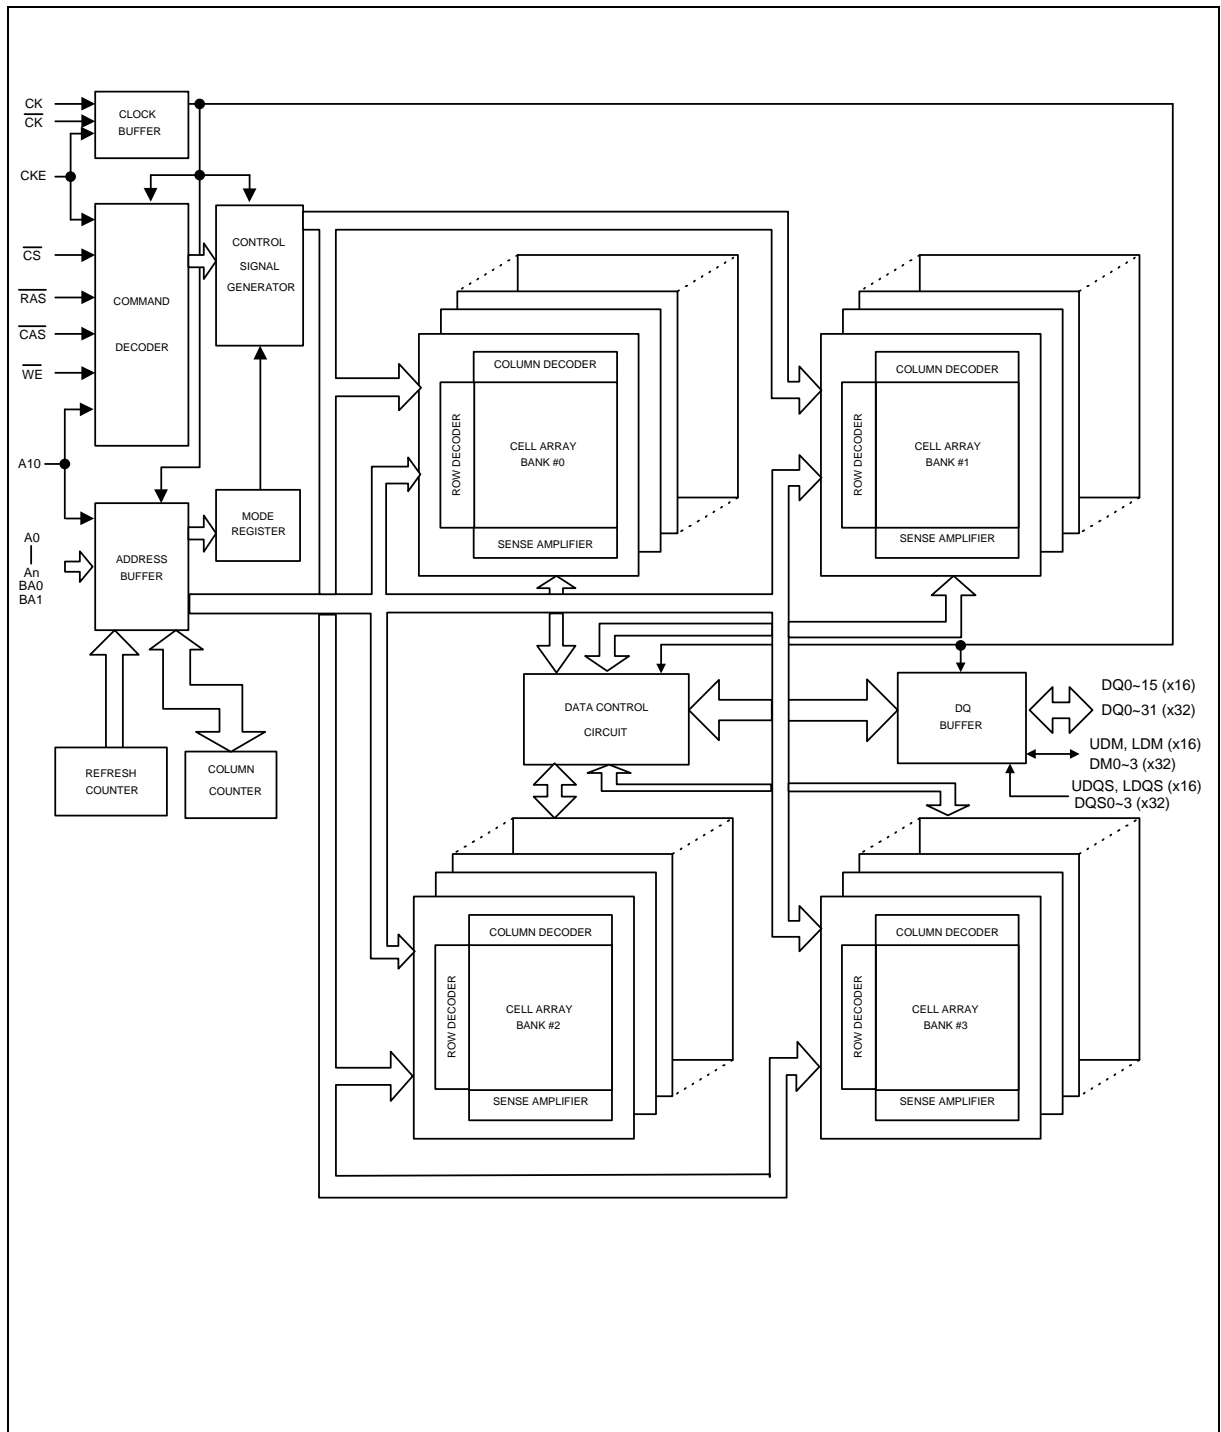 CK
CK
CLOCK
BUFFER
CKE
CS
RAS
CAS
WE
COMMAND
DECODER
CONTROL
SIGNAL
GENERATOR
A10
A0
An
BA0
BA1
ADDRESS
BUFFER
MODE
REGISTER
REFRESH
COUNTER
COLUMN
COUNTER
COLUMN DECODER
ROW DECODER
CELL ARRAY
BANK #0
SENSE AMPLIFIER
COLUMN DECODER
ROW DECODER
CELL ARRAY
BANK #1
SENSE AMPLIFIER
DATA CONTROL
CIRCUIT
DQ
BUFFER
DQ0~15 (x16)
DQ0~31 (x32)
UDM, LDM (x16)
DM0~3 (x32)
UDQS, LDQS (x16)
DQS0~3 (x32)
COLUMN DECODER
ROW DECODER
CELL ARRAY
BANK #2
SENSE AMPLIFIER
COLUMN DECODER
ROW DECODER
CELL ARRAY
BANK #3
SENSE AMPLIFIER